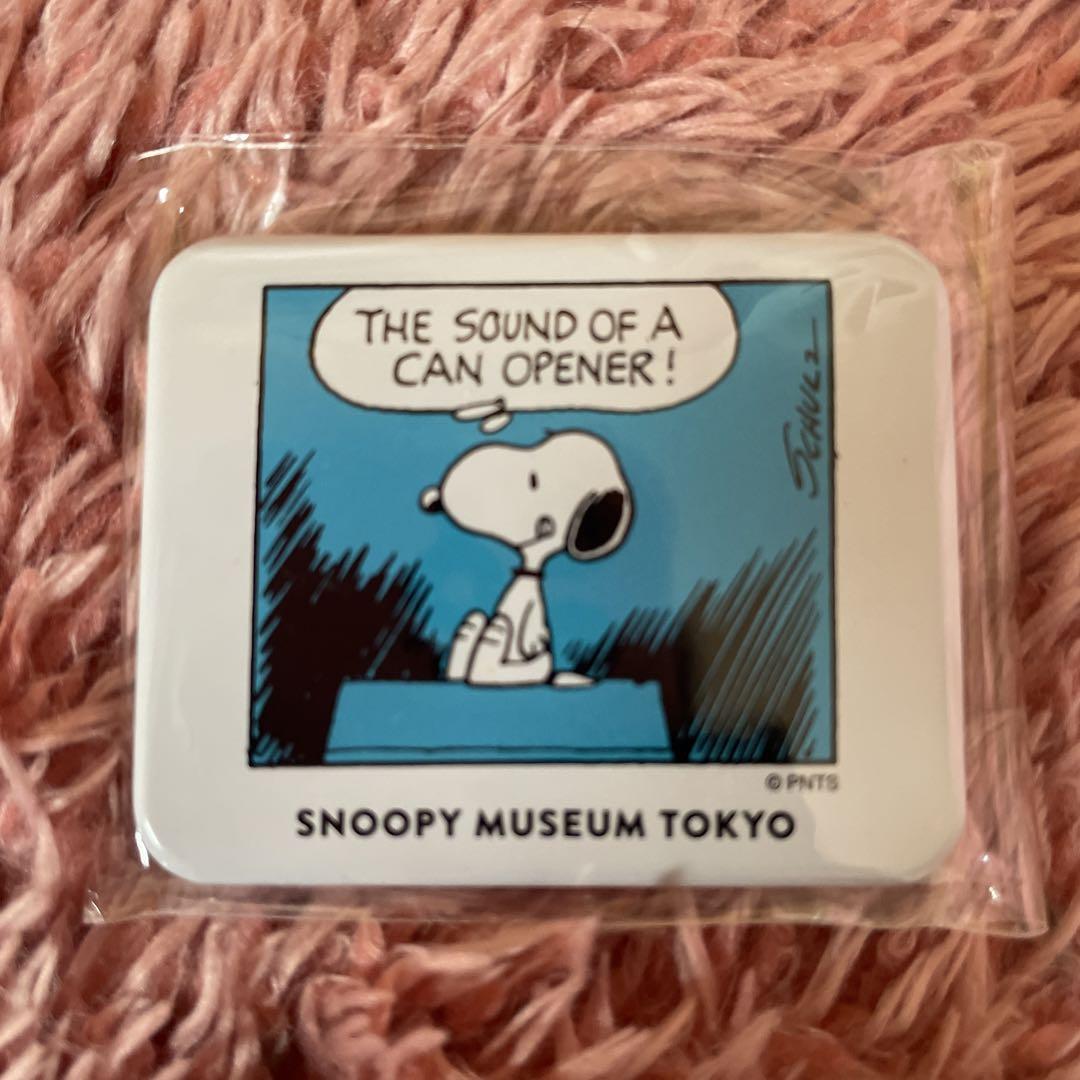 THE SOUND OF A
CAN OPENER!
SCHULZ
© PNTS
SNOOPY MUSEUM TOKYO